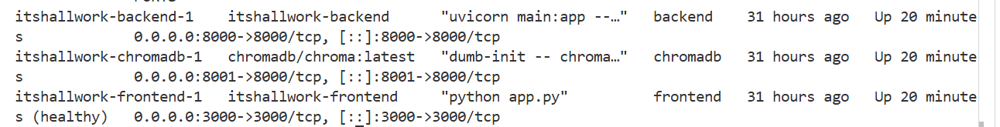 itshallwork-backend-1    itshallwork-backend      "uvicorn main:app --…"   backend    31 hours ago   Up 20 minute
s             0.0.0.0:8000->8000/tcp, [::]:8000->8000/tcp
itshallwork-chromadb-1   chromadb/chroma:latest   "dumb-init -- chroma…"   chromadb   31 hours ago   Up 20 minute
s             0.0.0.0:8001->8000/tcp, [::]:8001->8000/tcp
itshallwork-frontend-1   itshallwork-frontend     "python app.py"          frontend   31 hours ago   Up 20 minute
s (healthy)   0.0.0.0:3000->3000/tcp, [::]:3000->3000/tcp